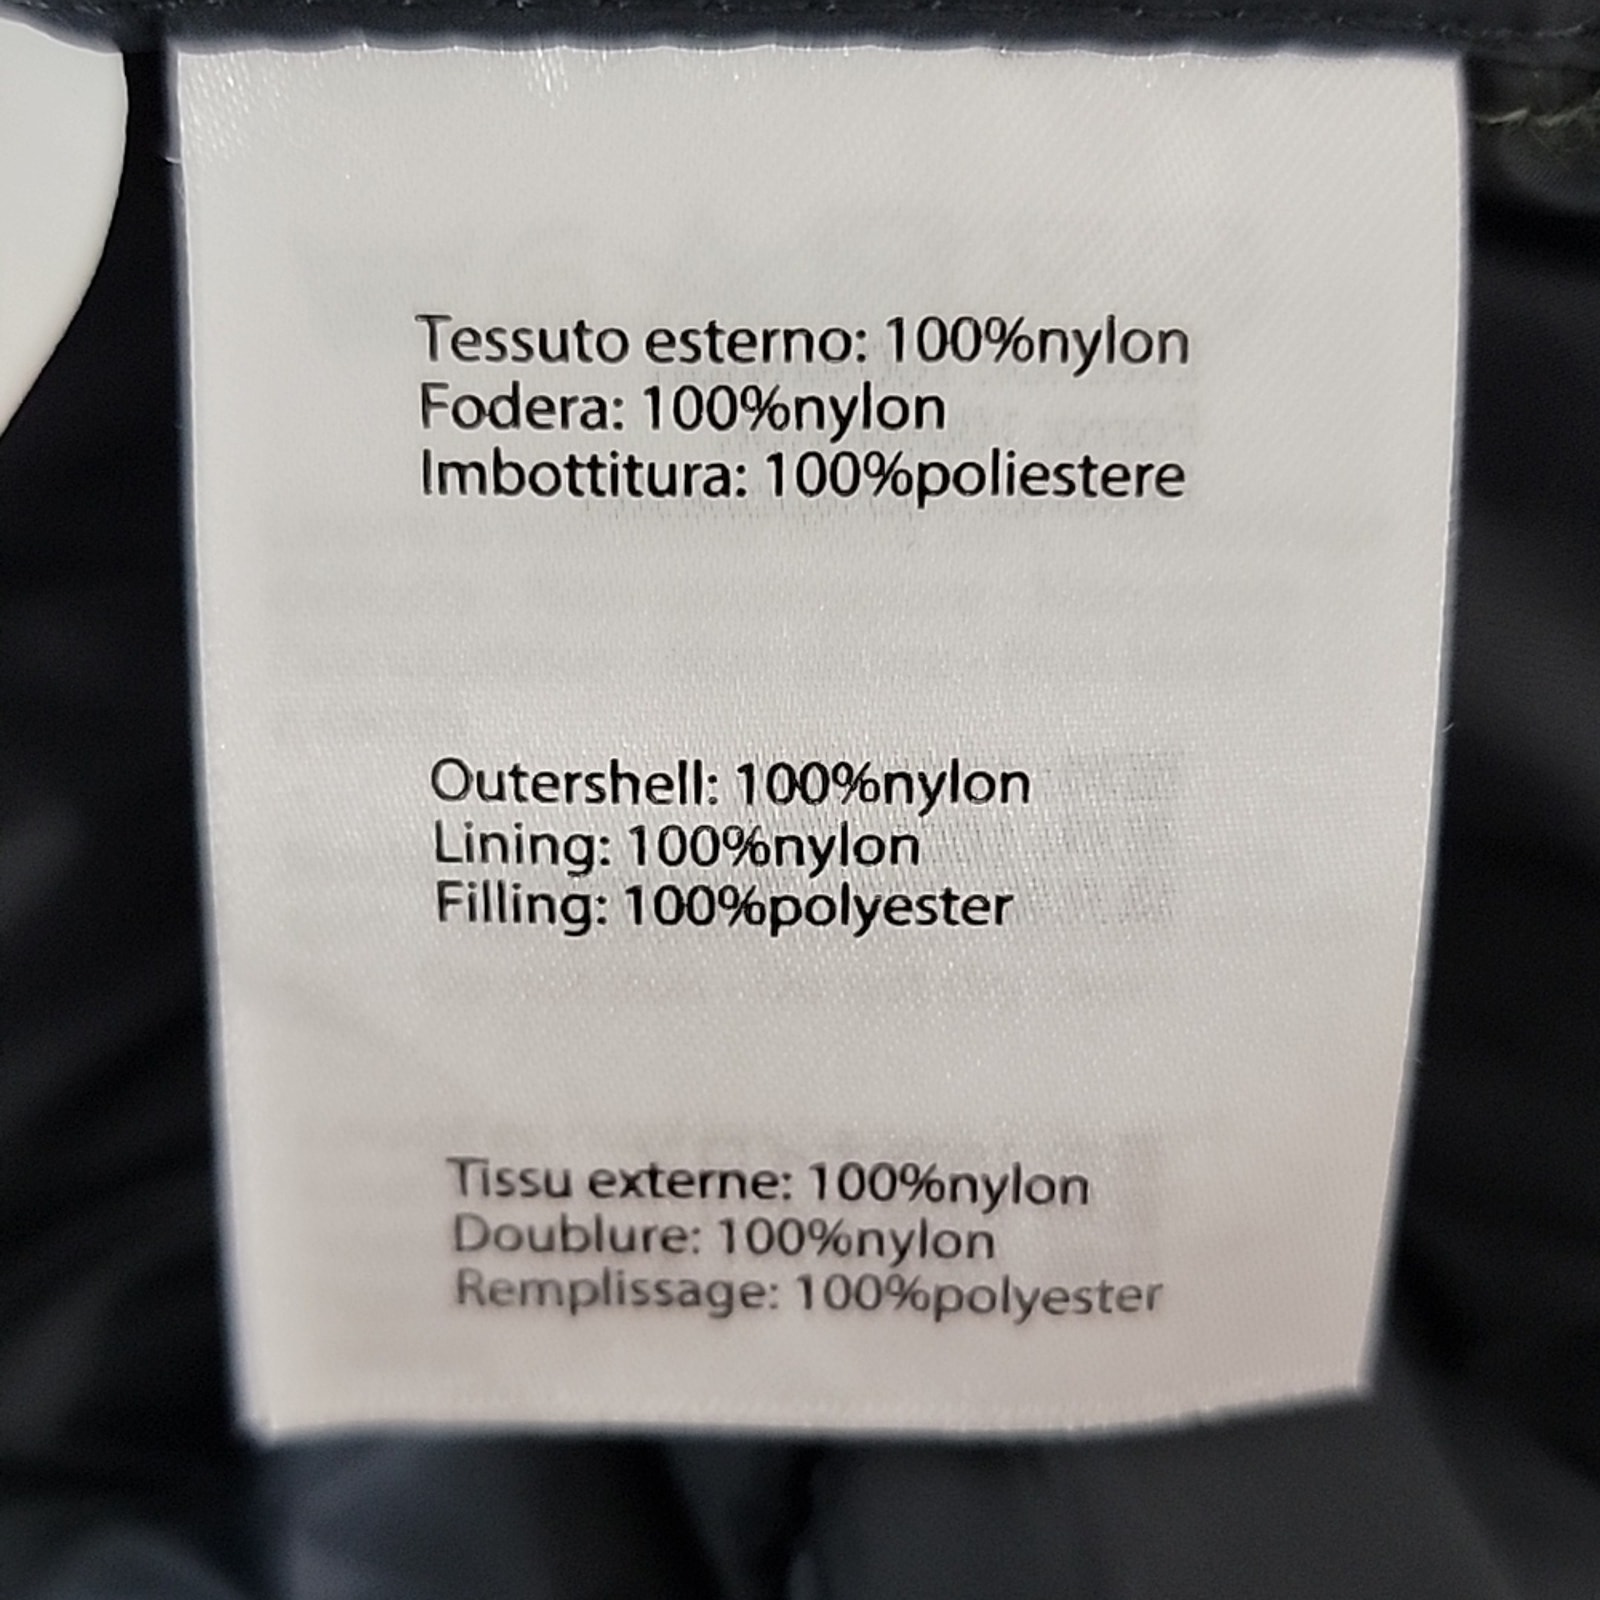 Tessuto esterno: 100%nylon
Fodera: 100%nylon
Imbottitura: 100%poliestere
Outershell: 100%nylon
Lining: 100%nylon
Filling: 100%polyester
Tissu externe: 100%nylon
Doublure: 100%nylon
Remplissage: 100%polyester